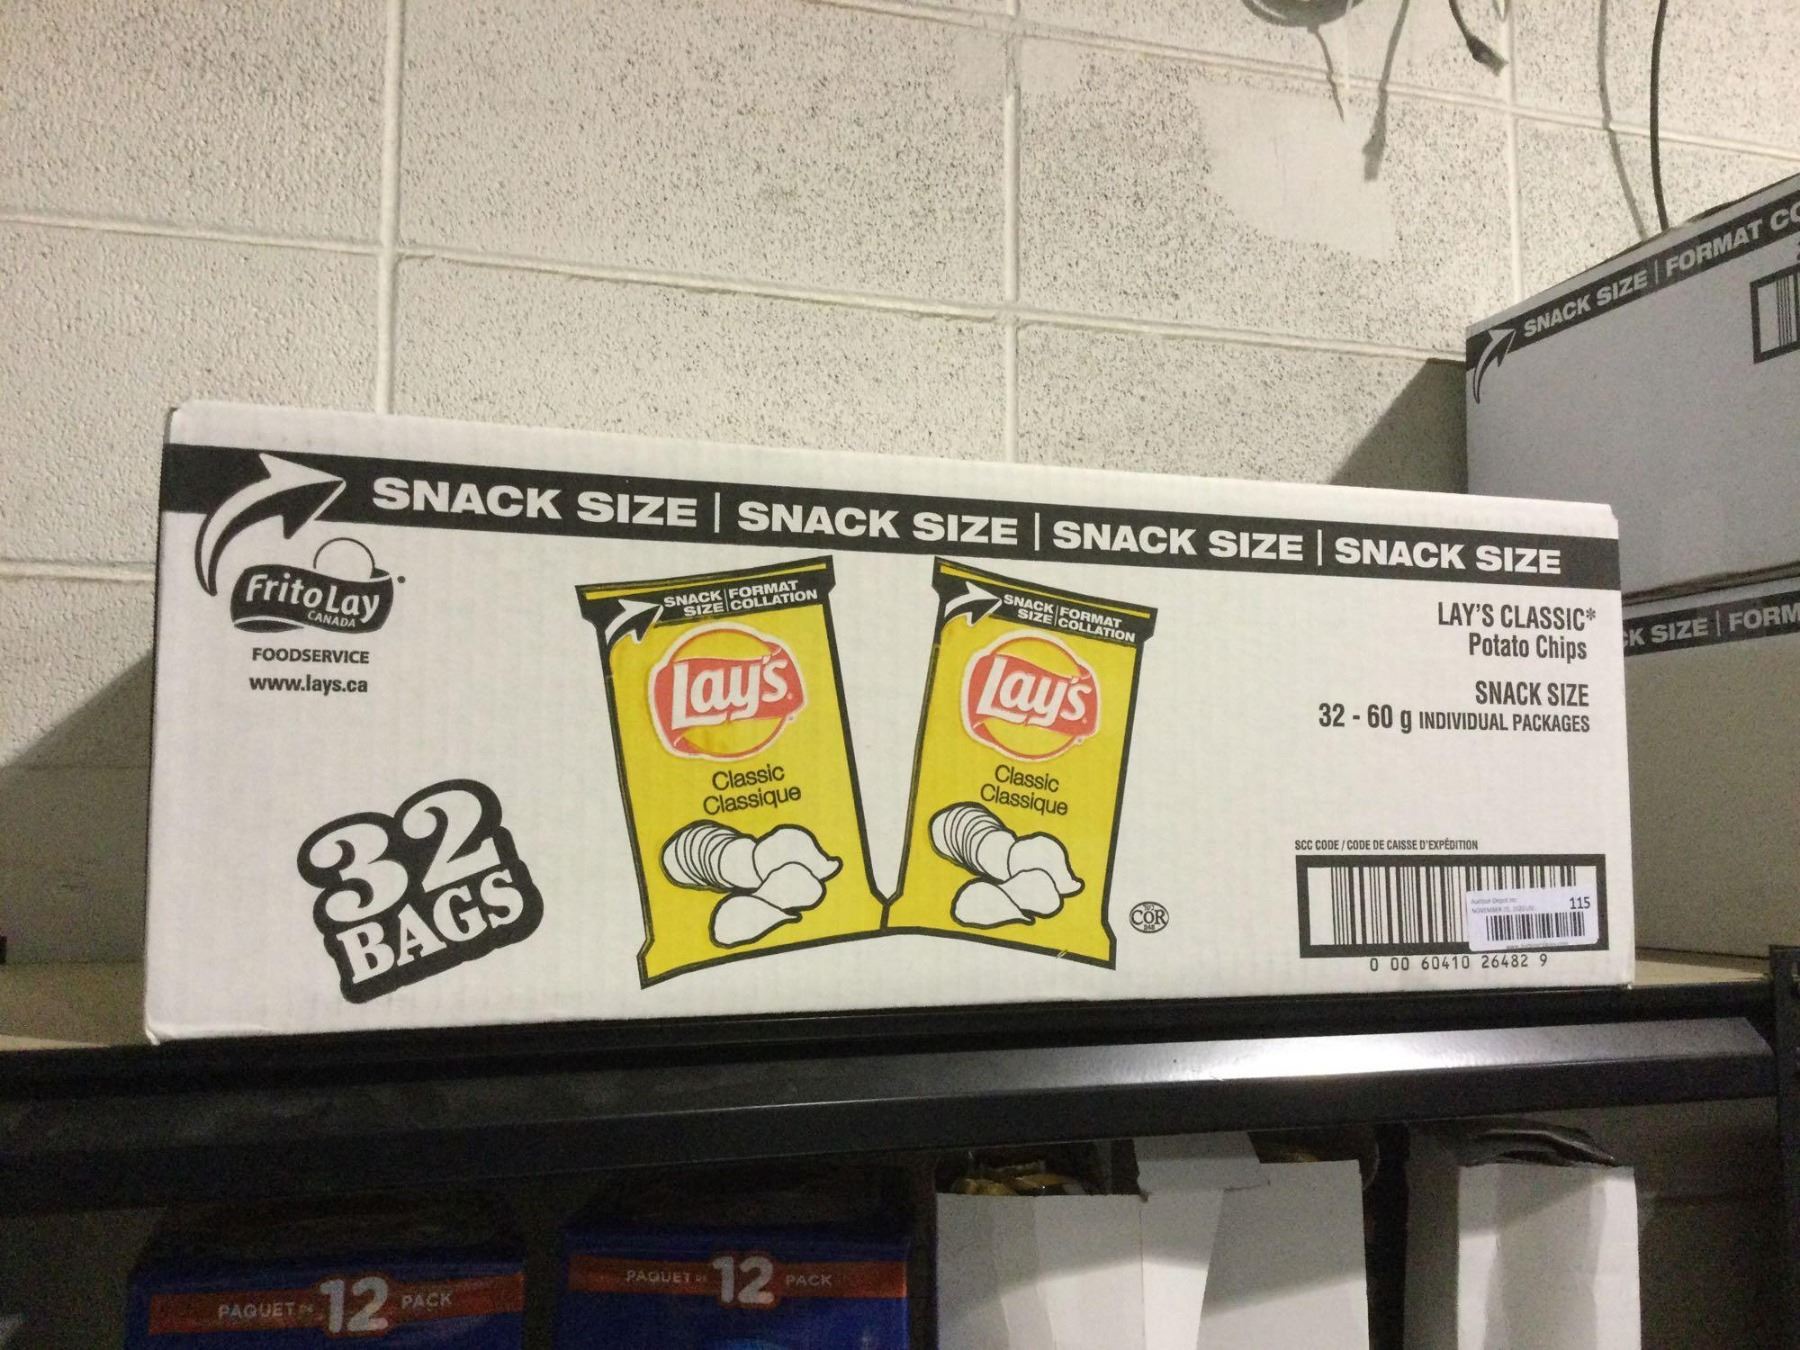 SNACK SIZE | SNACK SIZE | SNACK SIZE | SNACK SIZE
FritoLay
CANADA
FOODSERVICE
www.lays.ca
32
BAGS
SNACK | FORMAT
SIZE | COLLATION
Lay's
Classic
Classique
SNACK | FORMAT
SIZE | COLLATION
Lay's
Classic
Classique
COR
LAY'S CLASSIC*
Potato Chips
SNACK SIZE
32 - 60 g INDIVIDUAL PACKAGES
SCC CODE / CODE DE CAISSE D'EXPÉDITION
115
0 00 60410 26482 9
SNACK SIZE | FORMAT
SIZE |
PAQUET DE 12 PACK
PAQUET DE 12 PACK